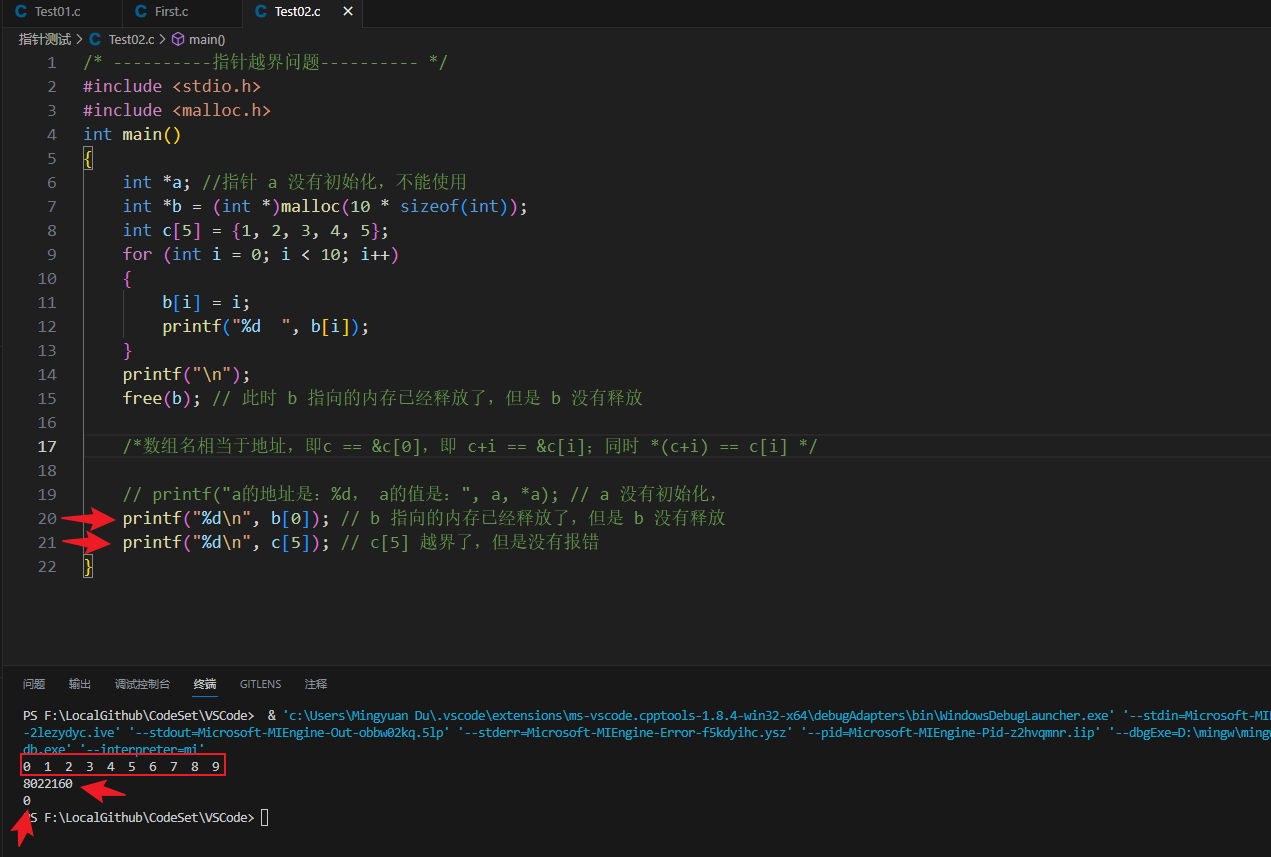 Test01.c First.c Test02.c ×
指针测试 > Test02.c > main()
1 /* ----------指针越界问题---------- */
2 #include <stdio.h>
3 #include <malloc.h>
4 int main()
5 {
6 int *a; //指针 a 没有初始化，不能使用
7 int *b = (int *)malloc(10 * sizeof(int));
8 int c[5] = {1, 2, 3, 4, 5};
9 for (int i = 0; i < 10; i++)
10 {
11 b[i] = i;
12 printf("%d  ", b[i]);
13 }
14 printf("\n");
15 free(b); // 此时 b 指向的内存已经释放了，但是 b 没有释放
16
17 /*数组名相当于地址，即c == &c[0]，即 c+i == &c[i]；同时 *(c+i) == c[i] */
18
19 // printf("a的地址是：%d， a的值是：", a, *a); // a 没有初始化，
20 printf("%d\n", b[0]); // b 指向的内存已经释放了，但是 b 没有释放
21 printf("%d\n", c[5]); // c[5] 越界了，但是没有报错
22 }
问题 输出 调试控制台 终端 GITLENS 注释
PS F:\LocalGithub\CodeSet\VSCode>  & 'c:\Users\Mingyuan Du\.vscode\extensions\ms-vscode.cpptools-1.8.4-win32-x64\debugAdapters\bin\WindowsDebugLauncher.exe' '--stdin=Microsoft-MI
-2lezydyc.ive' '--stdout=Microsoft-MIEngine-Out-obbw02kq.5lp' '--stderr=Microsoft-MIEngine-Error-f5kdyihc.ysz' '--pid=Microsoft-MIEngine-Pid-z2hvqmnr.iip' '--dbgExe=D:\mingw\ming
db.exe' '--interpreter=mi'
0  1  2  3  4  5  6  7  8  9
8022160
0
PS F:\LocalGithub\CodeSet\VSCode>